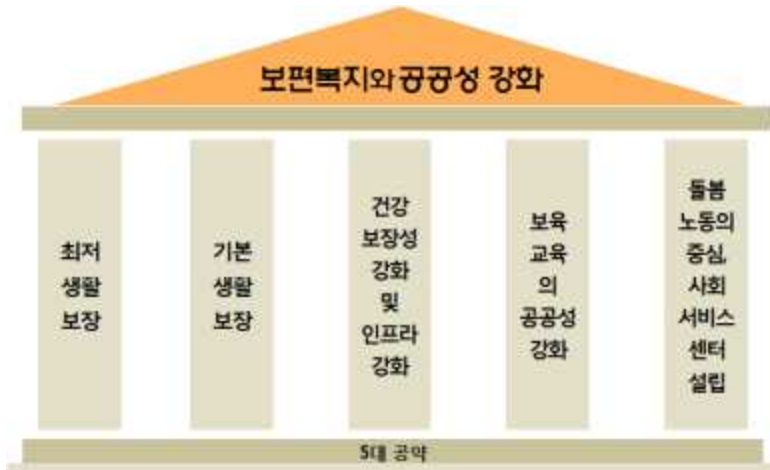 보편복지와 공공성 강화
최저
생활
보장
기본
생활
보장
건강
보장성
강화
및
인프라
강화
보육
교육
의
공공성
강화
돌봄
노동의
중심,
사회
서비스
센터
설립
5대 공약